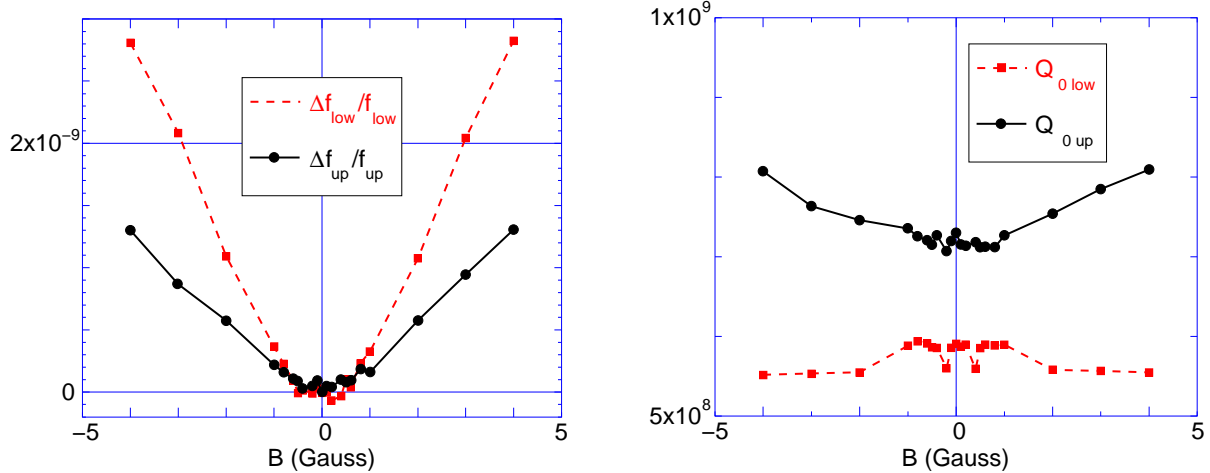 2x10⁻⁹
0
−5
0
5
B (Gauss)
Δf_low/f_low
Δf_up/f_up
1x10⁹
5x10⁸
−5
0
5
B (Gauss)
Q_0 low
Q_0 up